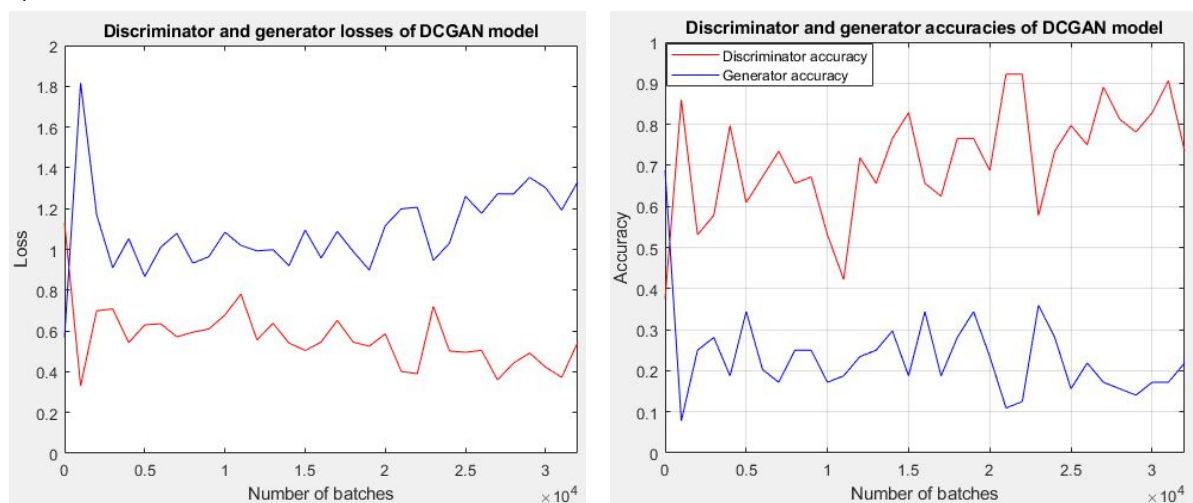 Discriminator and generator losses of DCGAN model
2
1.8
1.6
1.4
1.2
1
0.8
0.6
0.4
0.2
0
Loss
0 0.5 1 1.5 2 2.5 3
Number of batches
× 10^4
Discriminator and generator accuracies of DCGAN model
Discriminator accuracy
Generator accuracy
1
0.9
0.8
0.7
0.6
0.5
0.4
0.3
0.2
0.1
0
Accuracy
0 0.5 1 1.5 2 2.5 3
Number of batches
× 10^4